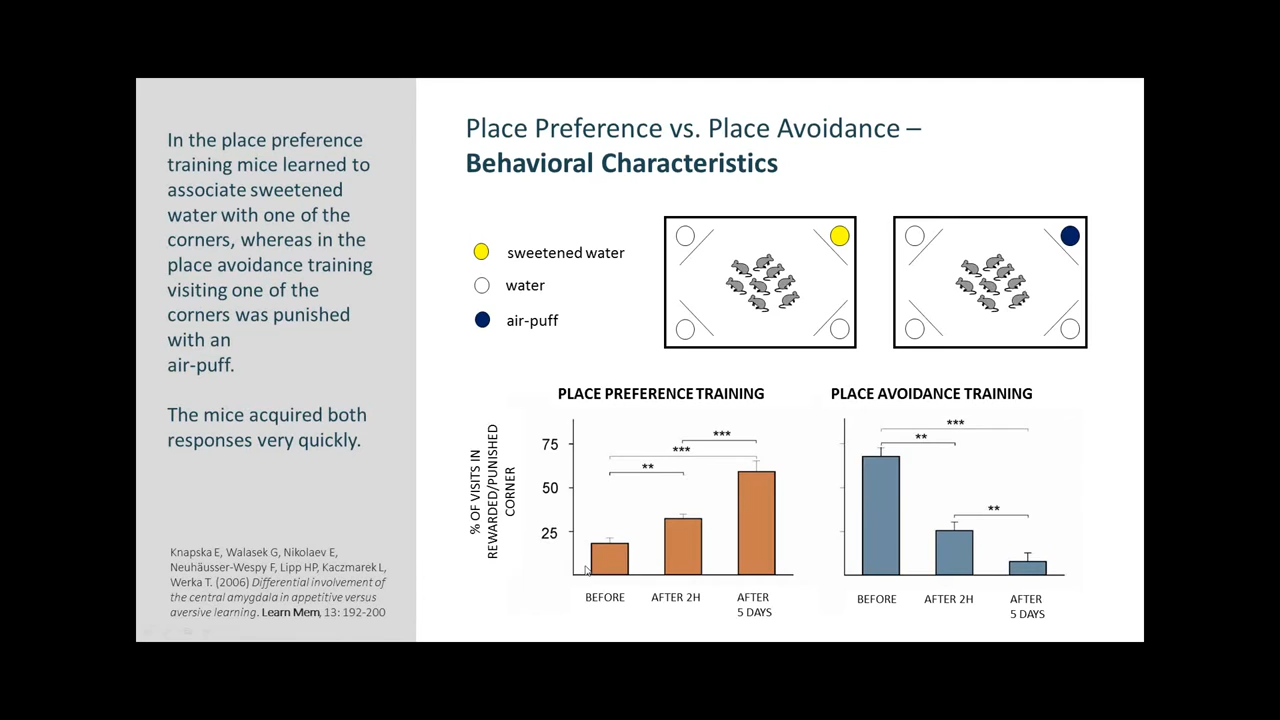 In the place preference
training mice learned to
associate sweetened
water with one of the
corners, whereas in the
place avoidance training
visiting one of the
corners was punished
with an
air-puff.
The mice acquired both
responses very quickly.
Knapska E, Walasek G, Nikolaev E,
Neuhäusser-Wespy F, Lipp HP, Kaczmarek L,
Werka T. (2006) Differential involvement of
the central amygdala in appetitive versus
aversive learning. Learn Mem, 13: 192-200
Place Preference vs. Place Avoidance –
Behavioral Characteristics
sweetened water
water
air-puff
PLACE PREFERENCE TRAINING
% OF VISITS IN
REWARDED/PUNISHED
CORNER
75
50
25
***
***
**
BEFORE
AFTER 2H
AFTER
5 DAYS
PLACE AVOIDANCE TRAINING
***
**
**
BEFORE
AFTER 2H
AFTER
5 DAYS